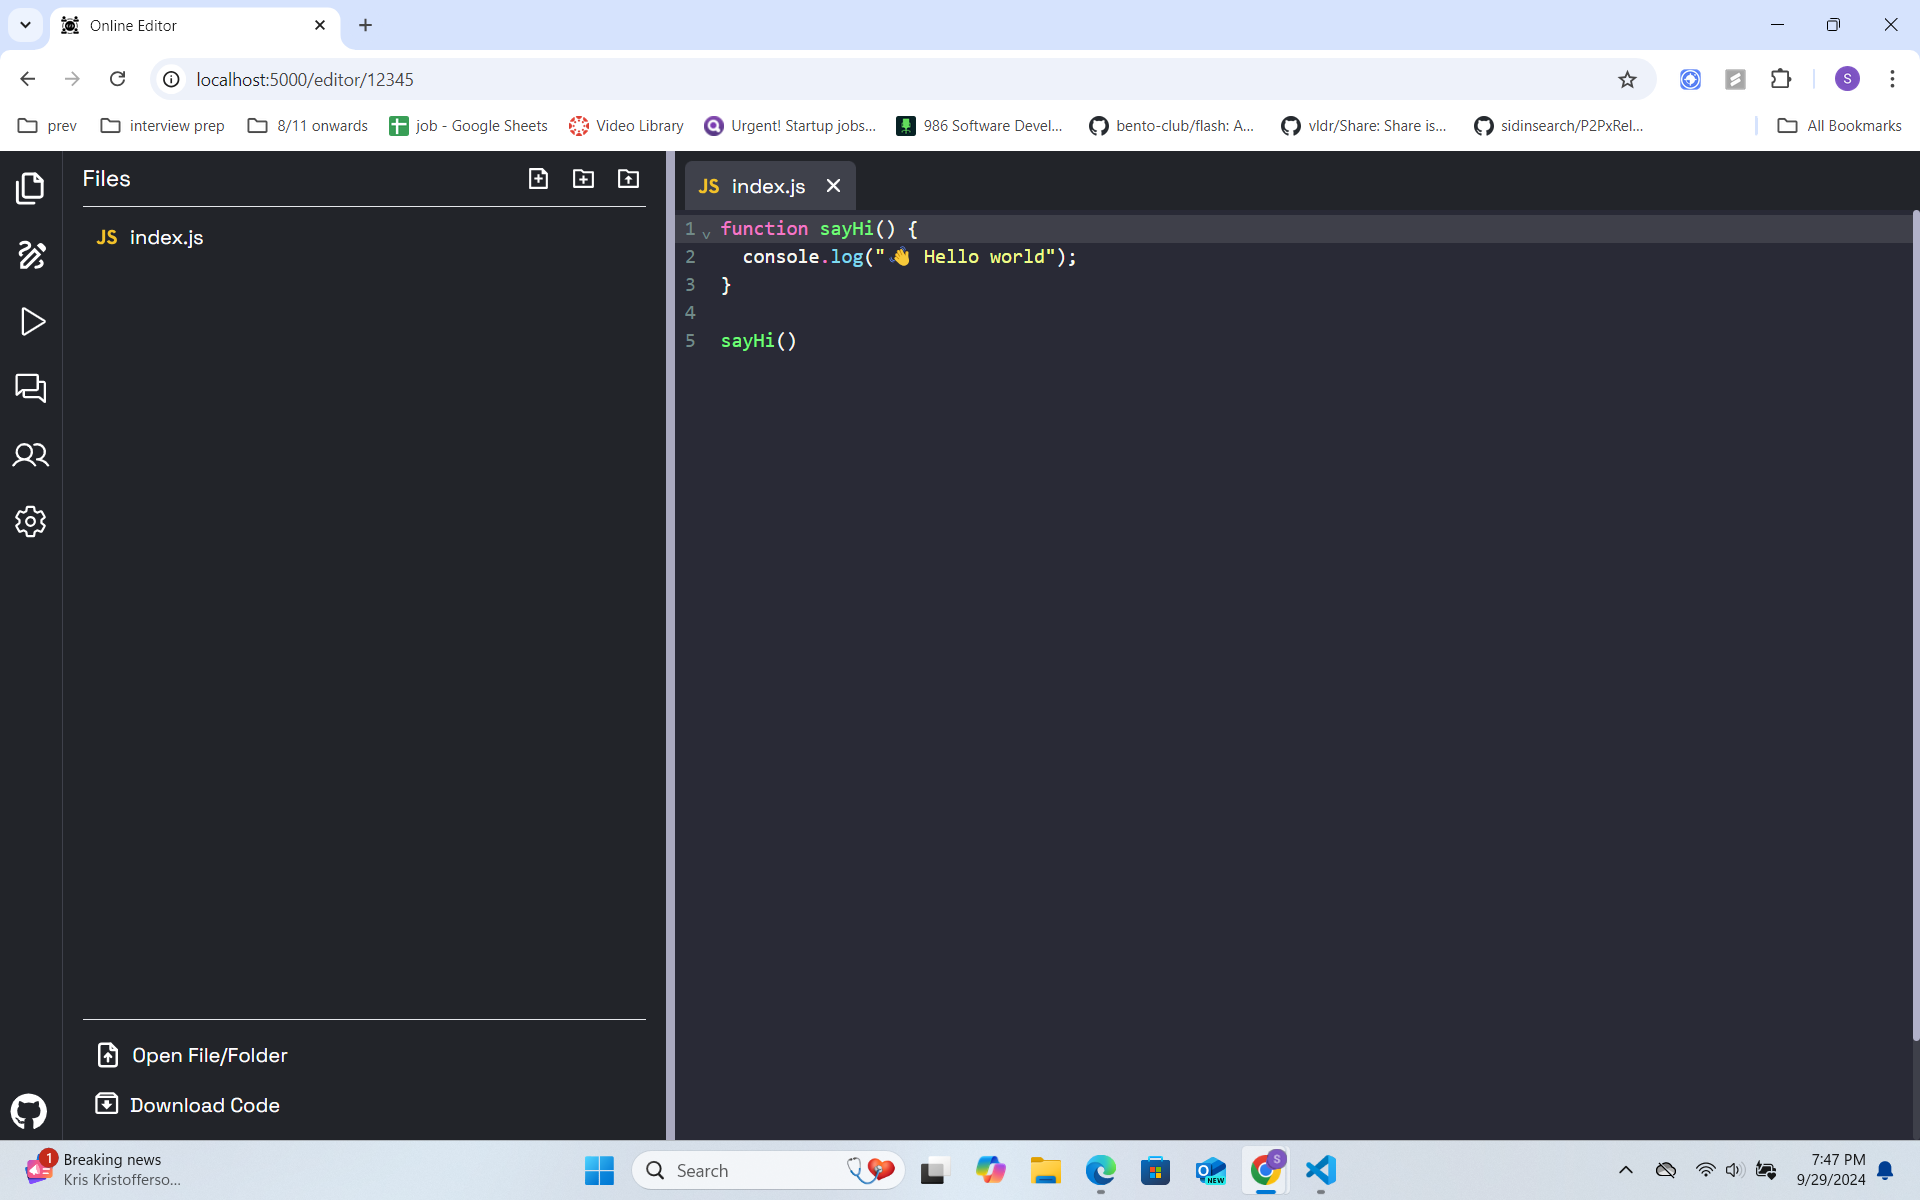 Online Editor
localhost:5000/editor/12345
S
prev
interview prep
8/11 onwards
job - Google Sheets
Video Library
Urgent! Startup jobs...
986 Software Devel...
bento-club/flash: A...
vldr/Share: Share is...
sidinsearch/P2PxRel...
All Bookmarks
Files
JS index.js
JS index.js
1 function sayHi() {
2 console.log("👋 Hello world");
3 }
4
5 sayHi()
Open File/Folder
Download Code
1
Breaking news
Kris Kristofferso...
Search
NEW
S
7:47 PM
9/29/2024